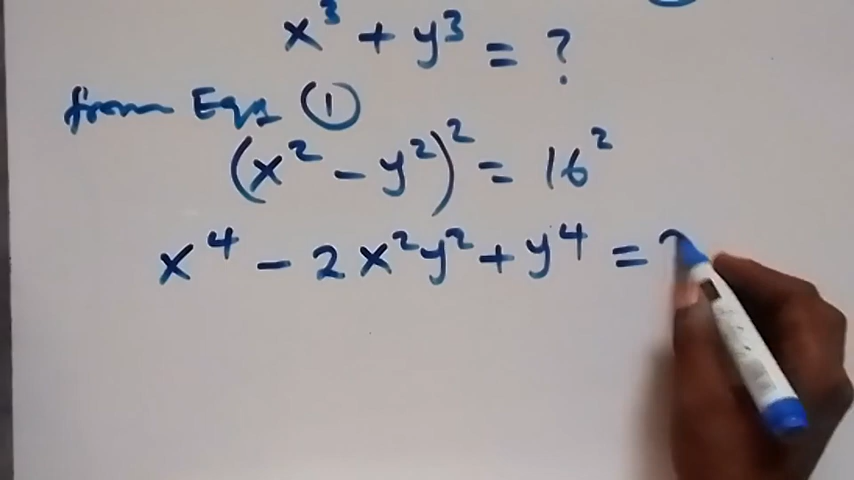 x³ + y³ = ?
from Eqn (1)
(x² - y²)² = 16²
x⁴ - 2x²y² + y⁴ =